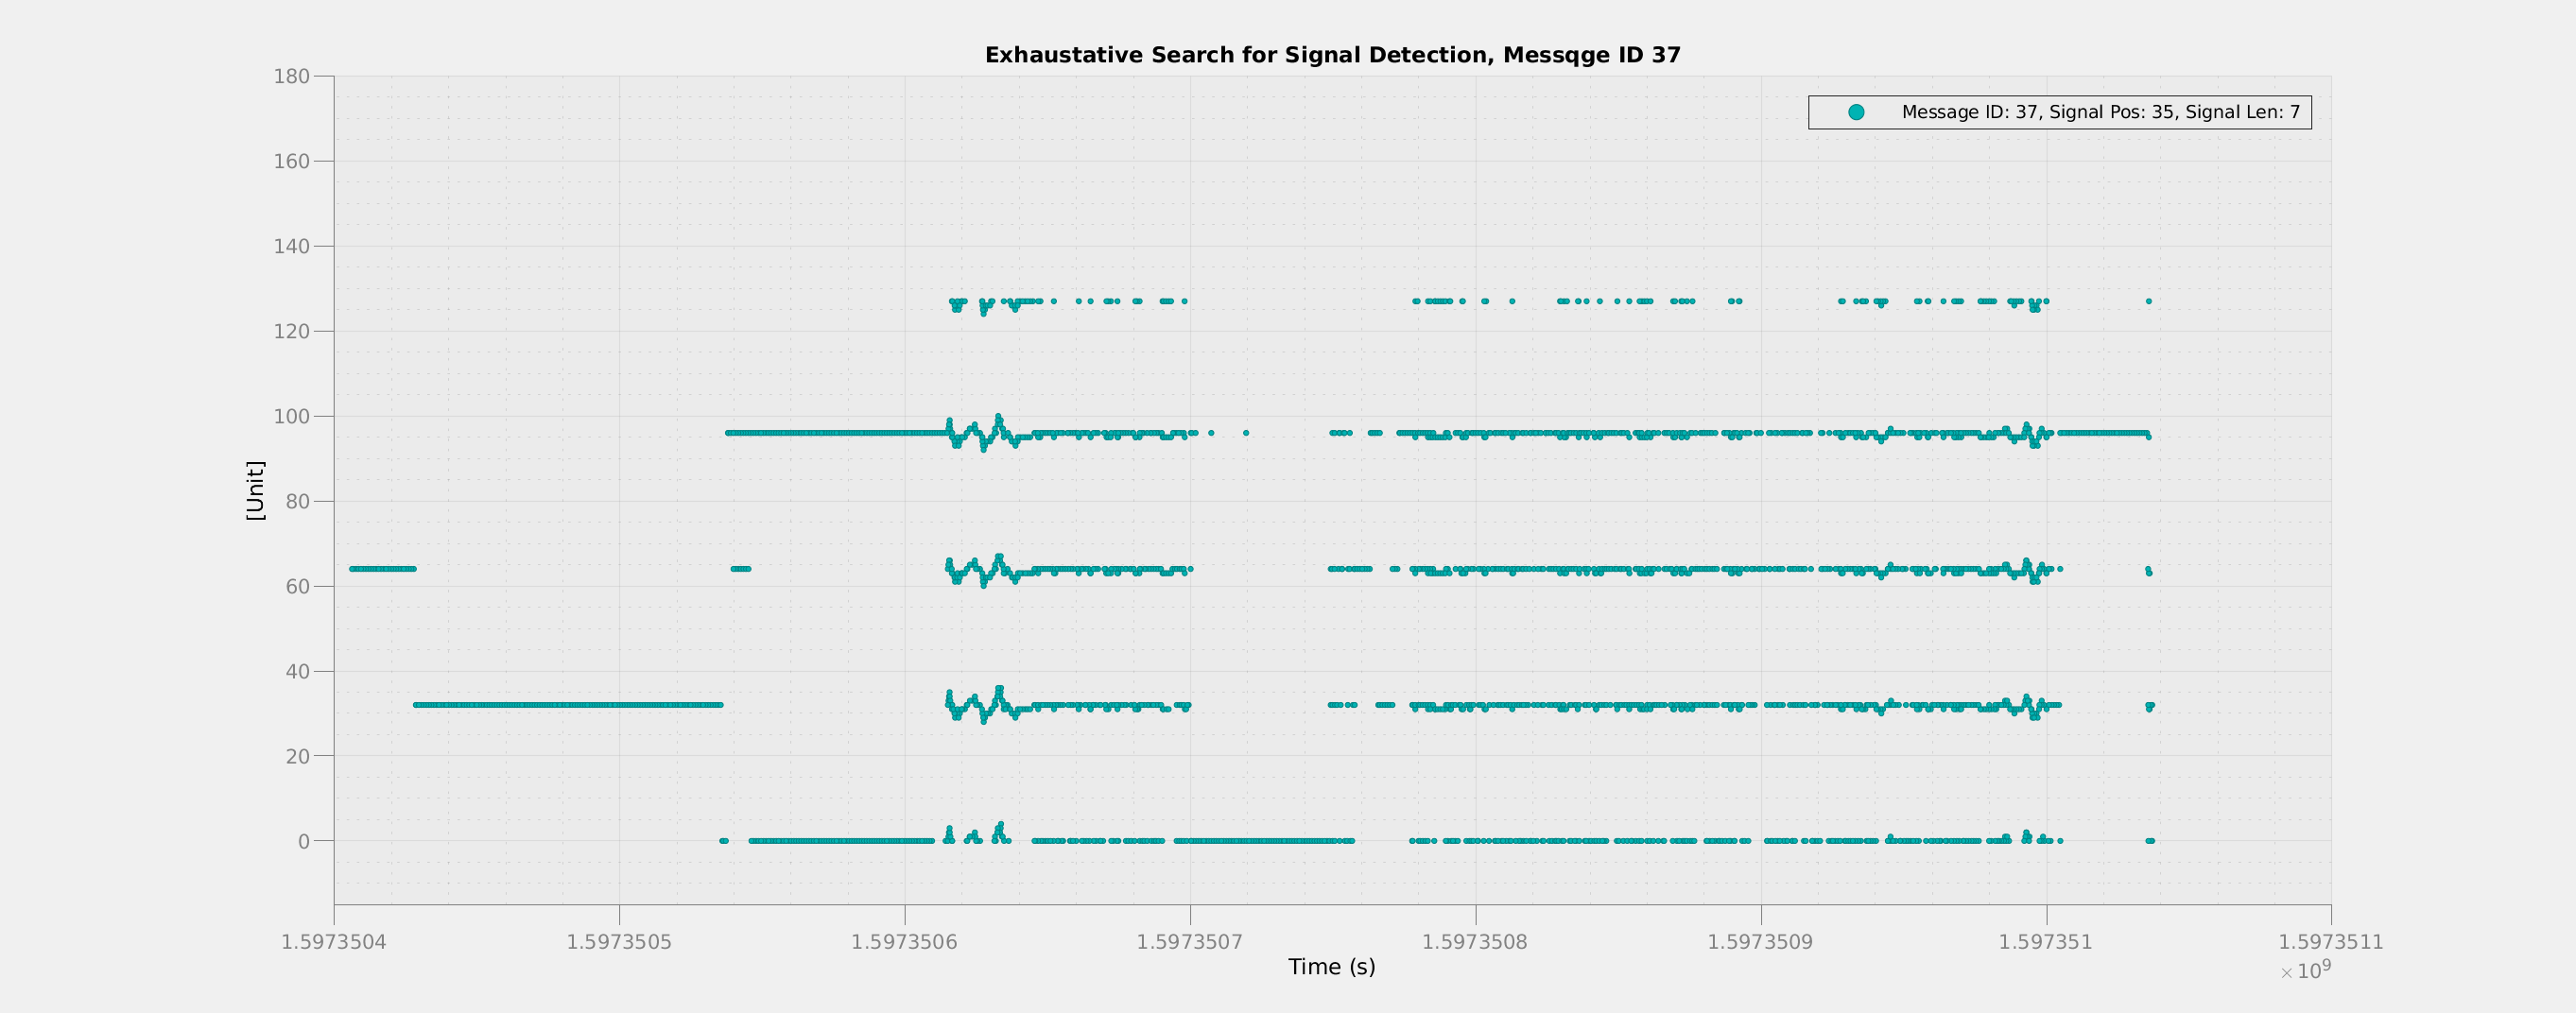 Exhaustative Search for Signal Detection, Messqge ID 37
Message ID: 37, Signal Pos: 35, Signal Len: 7
180
160
140
120
100
80
60
40
20
0
[Unit]
1.5973504 1.5973505 1.5973506 1.5973507 1.5973508 1.5973509 1.597351 1.5973511
Time (s)
× 10⁹